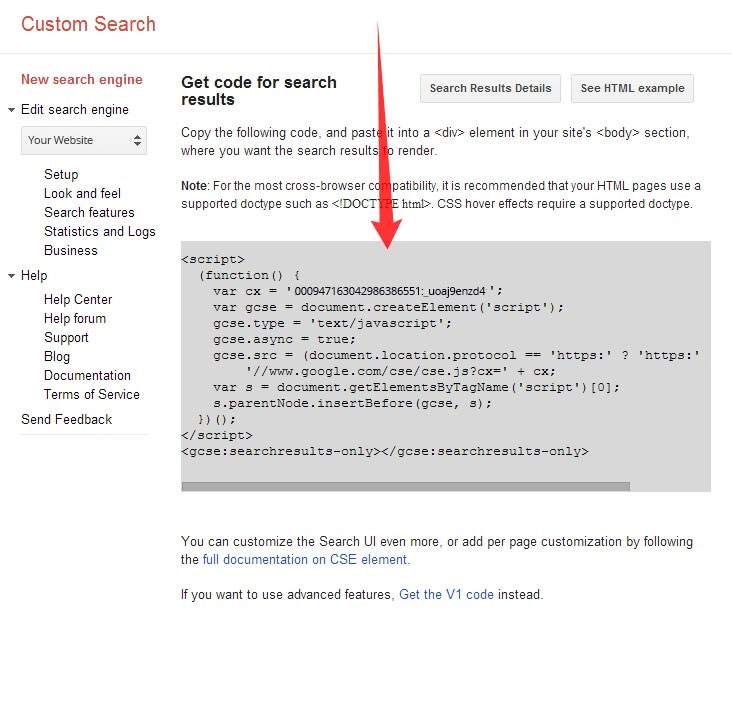 Custom Search
New search engine
Edit search engine
Your Website
Setup
Look and feel
Search features
Statistics and Logs
Business
Help
Help Center
Help forum
Support
Blog
Documentation
Terms of Service
Send Feedback
Get code for search
results
Search Results Details
See HTML example
Copy the following code, and paste it into a <div> element in your site's <body> section,
where you want the search results to render.
Note: For the most cross-browser compatibility, it is recommended that your HTML pages use a
supported doctype such as <!DOCTYPE html>. CSS hover effects require a supported doctype.
<script>
(function() {
var cx = '000947163042986386551:_uoaj9enzd4';
var gcse = document.createElement('script');
gcse.type = 'text/javascript';
gcse.async = true;
gcse.src = (document.location.protocol == 'https:' ? 'https:'
'//www.google.com/cse/cse.js?cx=' + cx;
var s = document.getElementsByTagName('script')[0];
s.parentNode.insertBefore(gcse, s);
})();
</script>
<gcse:searchresults-only></gcse:searchresults-only>
You can customize the Search UI even more, or add per page customization by following
the full documentation on CSE element.
If you want to use advanced features, Get the V1 code instead.